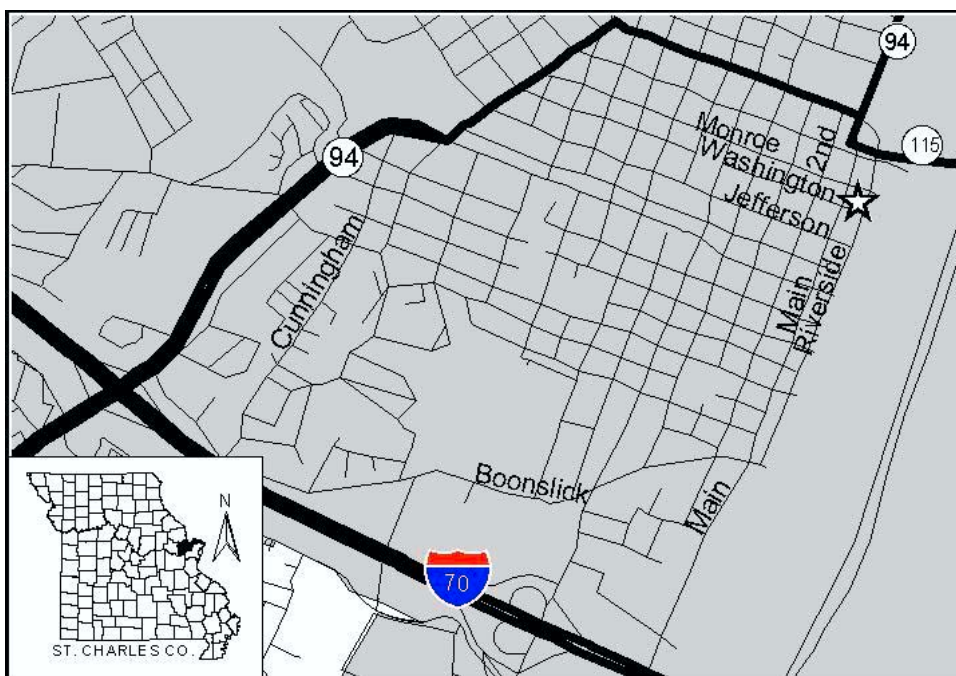 94
115
Monroe
Washington
2nd
Jefferson
94
Cunningham
Main
Riverside
Boonslick
Main
70
N
ST. CHARLES CO.